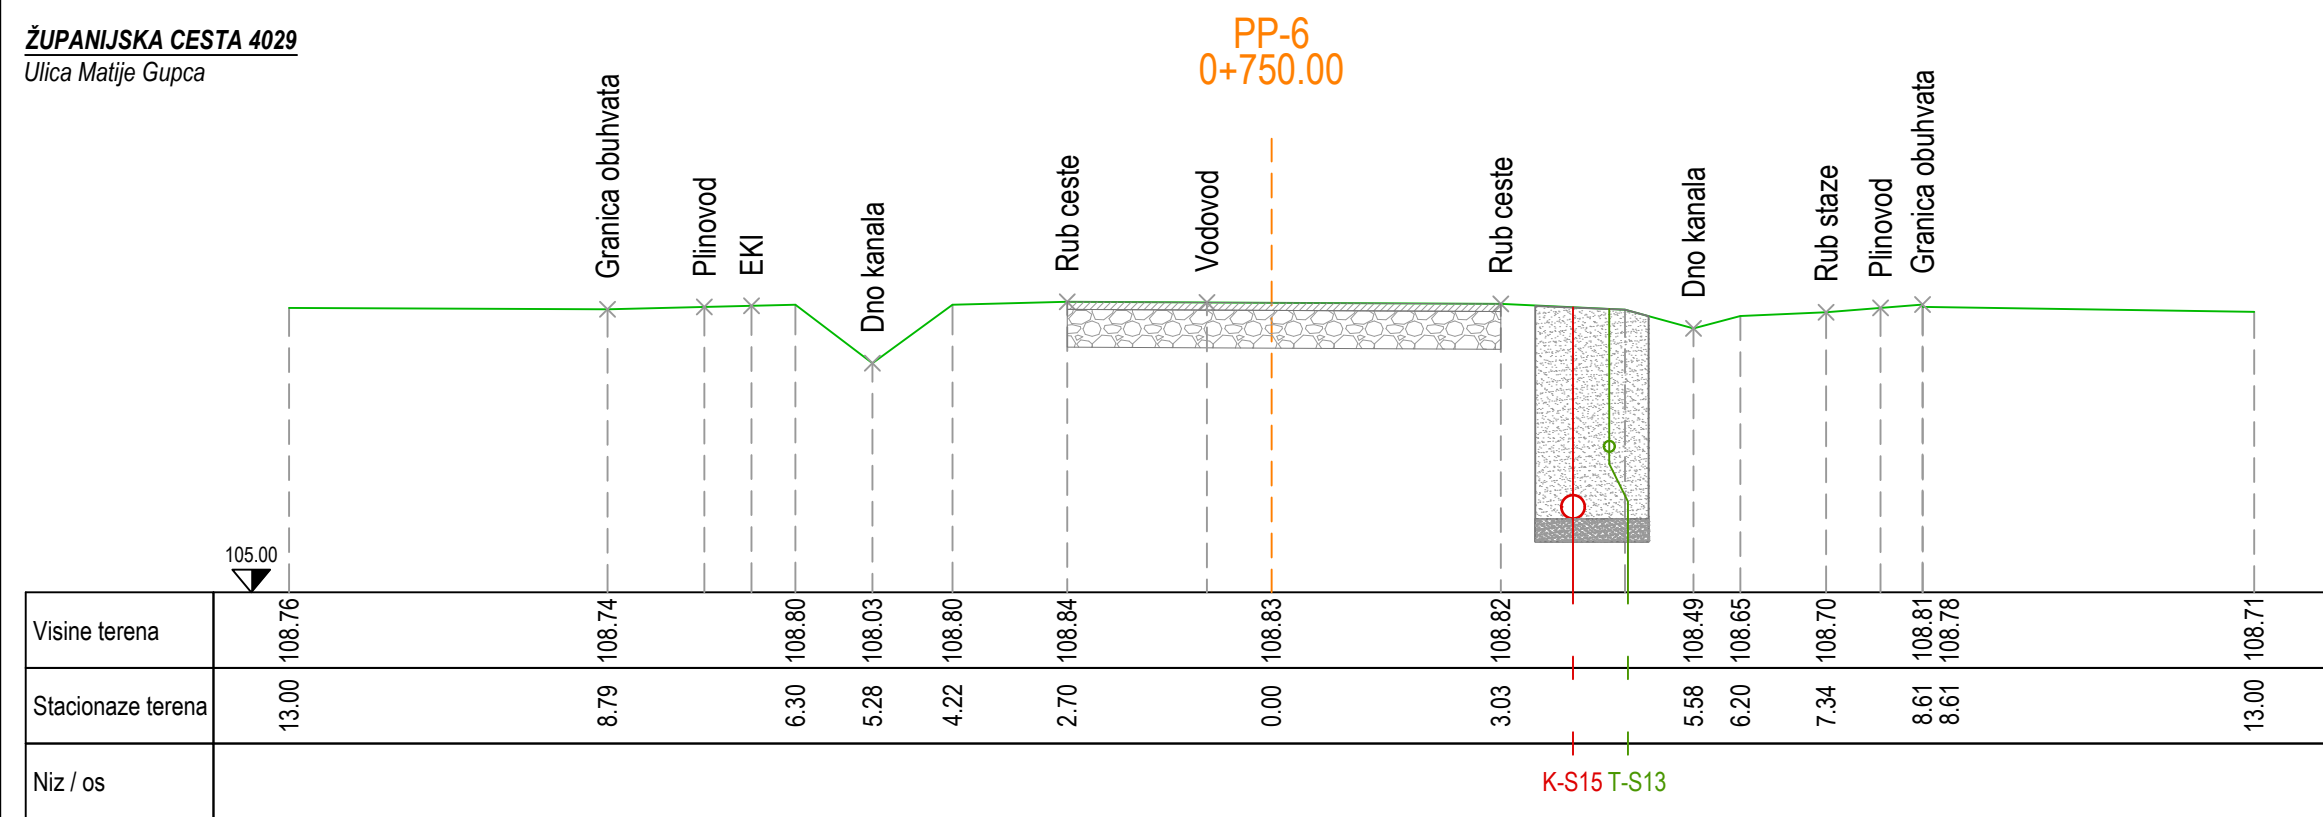 ŽUPANIJSKA CESTA 4029
Ulica Matije Gupca
PP-6
0+750.00
Granica obuhvata
Plinovod
EKI
Dno kanala
Rub ceste
Vodovod
Rub ceste
Dno kanala
Rub staze
Plinovod
Granica obuhvata
105.00
Visine terena 108.76 108.74 108.80 108.03 108.80 108.84 108.83 108.82 108.49 108.65 108.70 108.81 108.78 108.71
Stacionaze terena 13.00 8.79 6.30 5.28 4.22 2.70 0.00 3.03 5.58 6.20 7.34 8.61 8.61 13.00
Niz / os K-S15 T-S13